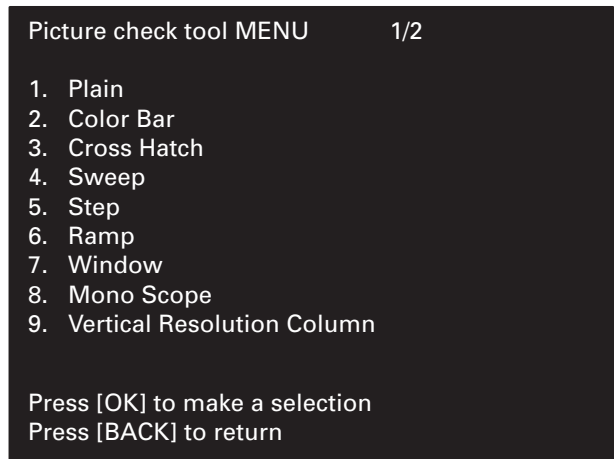 Picture check tool MENU 1/2
1. Plain
2. Color Bar
3. Cross Hatch
4. Sweep
5. Step
6. Ramp
7. Window
8. Mono Scope
9. Vertical Resolution Column
Press [OK] to make a selection
Press [BACK] to return